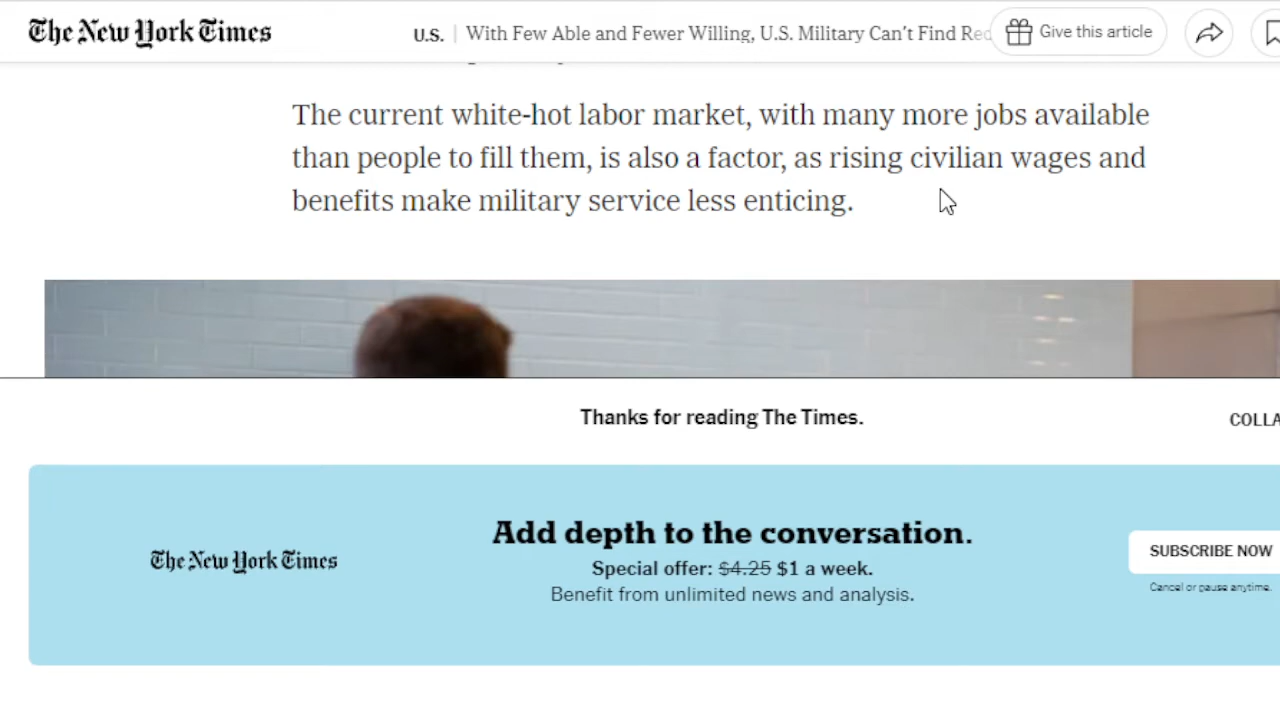 The New York Times
U.S. | With Few Able and Fewer Willing, U.S. Military Can't Find
Give this article
The current white-hot labor market, with many more jobs available
than people to fill them, is also a factor, as rising civilian wages and
benefits make military service less enticing.
Thanks for reading The Times.
COLLA
Add depth to the conversation.
The New York Times
Special offer: $4.25 $1 a week.
Benefit from unlimited news and analysis.
SUBSCRIBE NOW
Cancel or pause anytime.